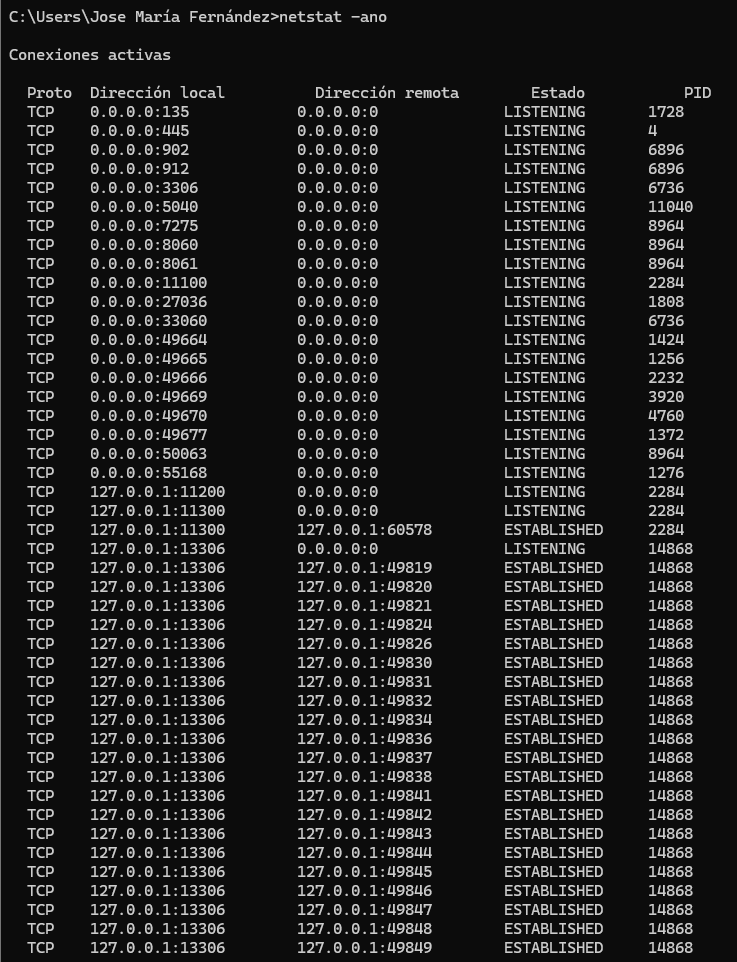 C:\Users\Jose María Fernández>netstat -ano
Conexiones activas
Proto  Dirección local          Dirección remota        Estado           PID
TCP    0.0.0.0:135            0.0.0.0:0              LISTENING       1728
TCP    0.0.0.0:445            0.0.0.0:0              LISTENING       4
TCP    0.0.0.0:902            0.0.0.0:0              LISTENING       6896
TCP    0.0.0.0:912            0.0.0.0:0              LISTENING       6896
TCP    0.0.0.0:3306           0.0.0.0:0              LISTENING       6736
TCP    0.0.0.0:5040           0.0.0.0:0              LISTENING       11040
TCP    0.0.0.0:7275           0.0.0.0:0              LISTENING       8964
TCP    0.0.0.0:8060           0.0.0.0:0              LISTENING       8964
TCP    0.0.0.0:8061           0.0.0.0:0              LISTENING       8964
TCP    0.0.0.0:11100          0.0.0.0:0              LISTENING       2284
TCP    0.0.0.0:27036          0.0.0.0:0              LISTENING       1808
TCP    0.0.0.0:33060          0.0.0.0:0              LISTENING       6736
TCP    0.0.0.0:49664          0.0.0.0:0              LISTENING       1424
TCP    0.0.0.0:49665          0.0.0.0:0              LISTENING       1256
TCP    0.0.0.0:49666          0.0.0.0:0              LISTENING       2232
TCP    0.0.0.0:49669          0.0.0.0:0              LISTENING       3920
TCP    0.0.0.0:49670          0.0.0.0:0              LISTENING       4760
TCP    0.0.0.0:49677          0.0.0.0:0              LISTENING       1372
TCP    0.0.0.0:50063          0.0.0.0:0              LISTENING       8964
TCP    0.0.0.0:55168          0.0.0.0:0              LISTENING       1276
TCP    127.0.0.1:11200        0.0.0.0:0              LISTENING       2284
TCP    127.0.0.1:11300        0.0.0.0:0              LISTENING       2284
TCP    127.0.0.1:11300        127.0.0.1:60578        ESTABLISHED     2284
TCP    127.0.0.1:13306        0.0.0.0:0              LISTENING       14868
TCP    127.0.0.1:13306        127.0.0.1:49819        ESTABLISHED     14868
TCP    127.0.0.1:13306        127.0.0.1:49820        ESTABLISHED     14868
TCP    127.0.0.1:13306        127.0.0.1:49821        ESTABLISHED     14868
TCP    127.0.0.1:13306        127.0.0.1:49824        ESTABLISHED     14868
TCP    127.0.0.1:13306        127.0.0.1:49826        ESTABLISHED     14868
TCP    127.0.0.1:13306        127.0.0.1:49830        ESTABLISHED     14868
TCP    127.0.0.1:13306        127.0.0.1:49831        ESTABLISHED     14868
TCP    127.0.0.1:13306        127.0.0.1:49832        ESTABLISHED     14868
TCP    127.0.0.1:13306        127.0.0.1:49834        ESTABLISHED     14868
TCP    127.0.0.1:13306        127.0.0.1:49836        ESTABLISHED     14868
TCP    127.0.0.1:13306        127.0.0.1:49837        ESTABLISHED     14868
TCP    127.0.0.1:13306        127.0.0.1:49838        ESTABLISHED     14868
TCP    127.0.0.1:13306        127.0.0.1:49841        ESTABLISHED     14868
TCP    127.0.0.1:13306        127.0.0.1:49842        ESTABLISHED     14868
TCP    127.0.0.1:13306        127.0.0.1:49843        ESTABLISHED     14868
TCP    127.0.0.1:13306        127.0.0.1:49844        ESTABLISHED     14868
TCP    127.0.0.1:13306        127.0.0.1:49845        ESTABLISHED     14868
TCP    127.0.0.1:13306        127.0.0.1:49846        ESTABLISHED     14868
TCP    127.0.0.1:13306        127.0.0.1:49847        ESTABLISHED     14868
TCP    127.0.0.1:13306        127.0.0.1:49848        ESTABLISHED     14868
TCP    127.0.0.1:13306        127.0.0.1:49849        ESTABLISHED     14868